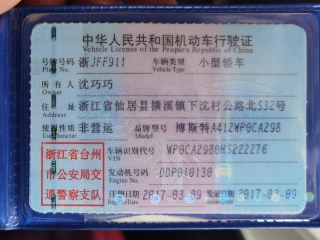 中华人民共和国机动车行驶证
Vehicle License of the People's Republic of China
号牌号码 浙JFF911 车辆类型 小型轿车
Plate No. Vehicle Type
所有人 沈巧巧
Owner
住址 浙江省仙居县横溪镇下沈村公路北532号
Address
使用性质 非营运 品牌型号 博斯特A412WP0CA298
Use Character Model
浙江省台州 车辆识别代号 WP0CA2980HS222276
VIN
市公安局交 发动机号码 DDP010130
Engine No.
通警察支队 注册日期 2017-03-09 发证日期 2017-03-09